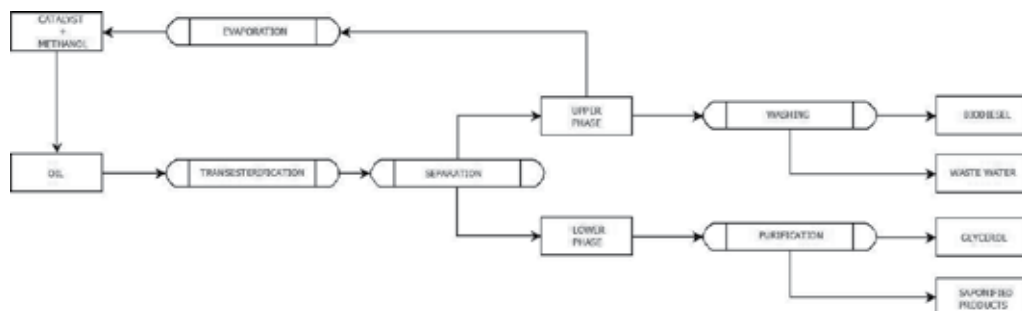 CATALYST
+
METHANOL
EVAPORATION
UPPER
PHASE
WASHING
BIODIESEL
OIL
TRANSESTERIFICATION
SEPARATION
WASTE WATER
LOWER
PHASE
PURIFICATION
GLYCEROL
SAPONIFIED
PRODUCTS